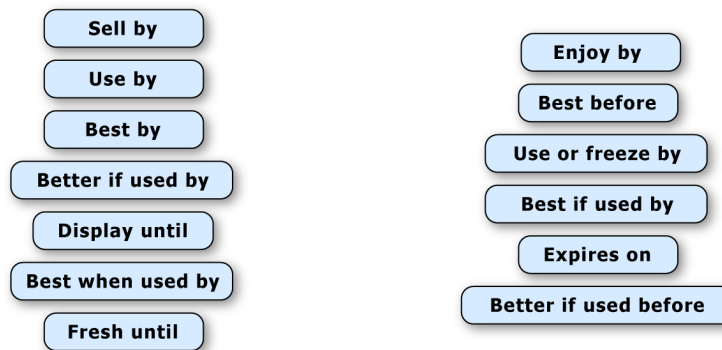 Sell by
Use by
Best by
Better if used by
Display until
Best when used by
Fresh until
Enjoy by
Best before
Use or freeze by
Best if used by
Expires on
Better if used before